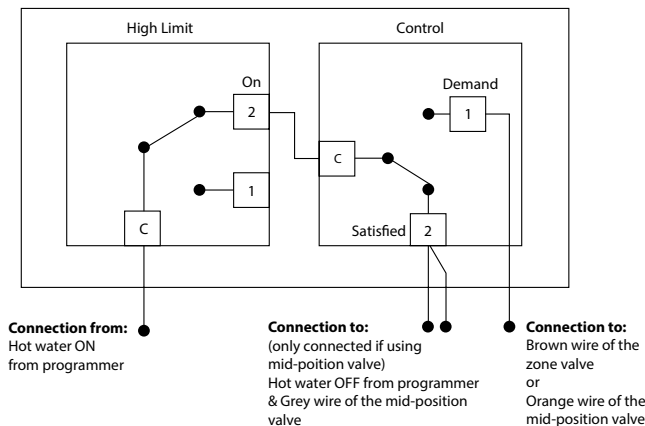 High Limit
Control
On
2
1
C
Demand
1
C
Satisfied
2
Connection from:
Hot water ON
from programmer
Connection to:
(only connected if using
mid-poition valve)
Hot water OFF from programmer
& Grey wire of the mid-position
valve
Connection to:
Brown wire of the
zone valve
or
Orange wire of the
mid-position valve